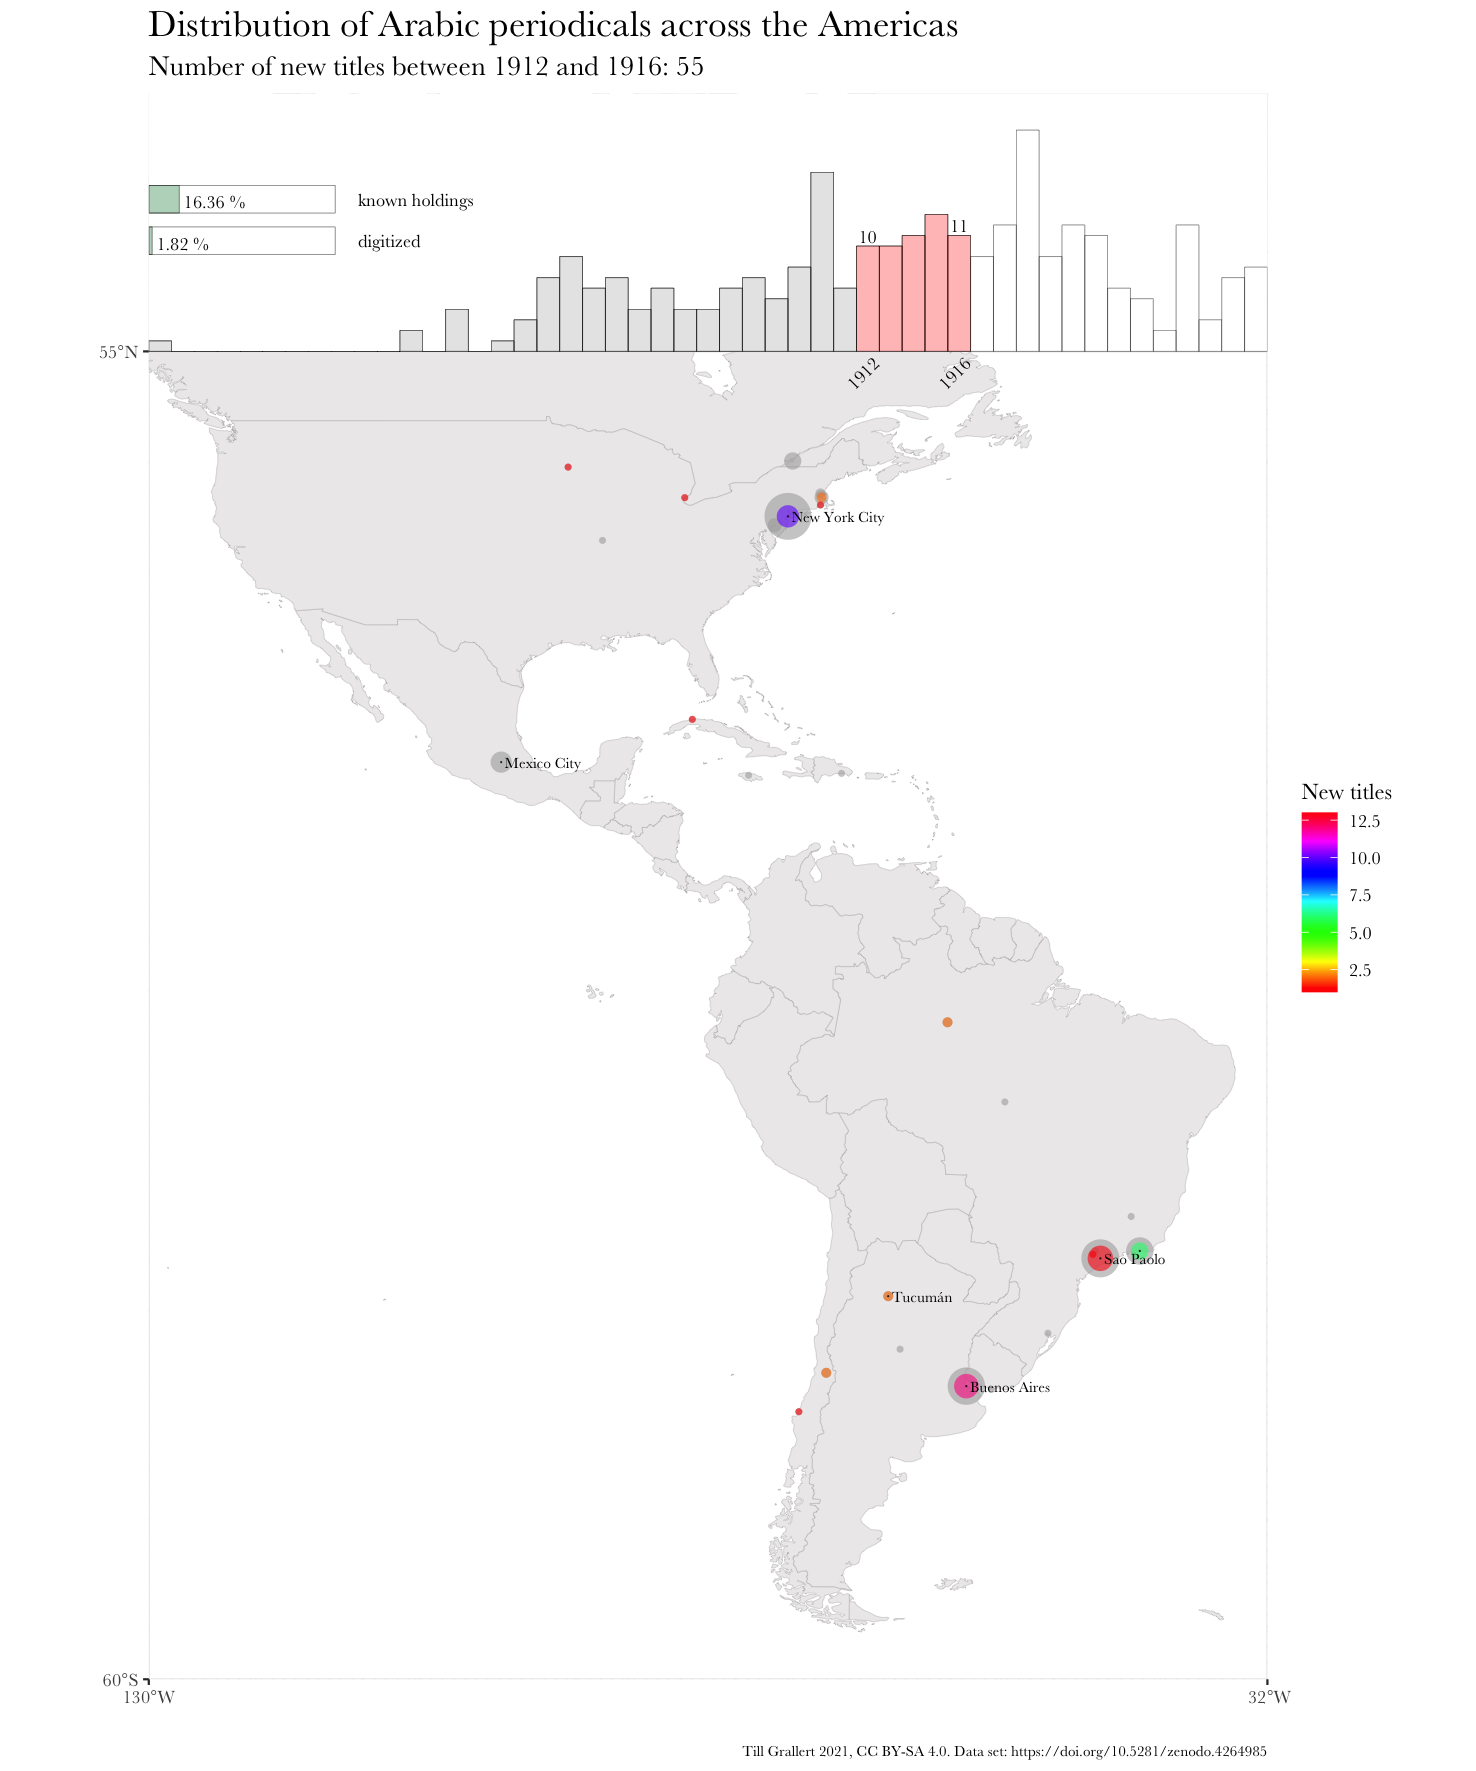 Distribution of Arabic periodicals across the Americas
Number of new titles between 1912 and 1916: 55
16.36 %
known holdings
1.82 %
digitized
10
11
55°N
1912
1916
New York City
Mexico City
New titles
12.5
10.0
7.5
5.0
2.5
Sao Paolo
Tucumán
Buenos Aires
60°S
130°W
32°W
Till Grallert 2021, CC BY-SA 4.0. Data set: https://doi.org/10.5281/zenodo.4264985